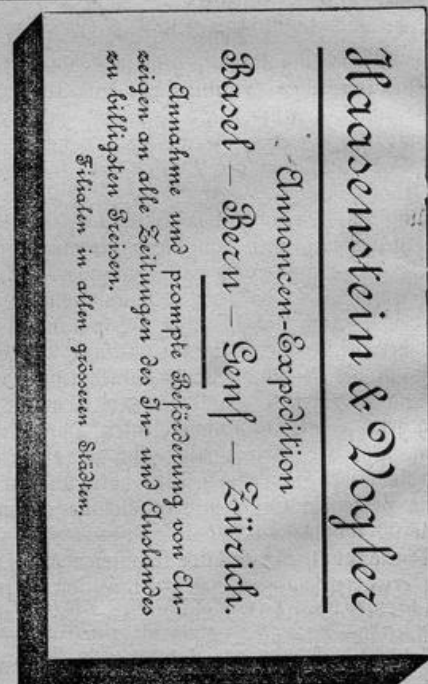 Haasenstein & Vogler
Annoncen-Expedition
Basel – Bern – Genf – Zürich.
Annahme und prompte Beförderung von An-
zeigen an alle Zeitungen des In- und Auslandes
zu billigsten Preisen.
Filialen in allen grösseren Städten.